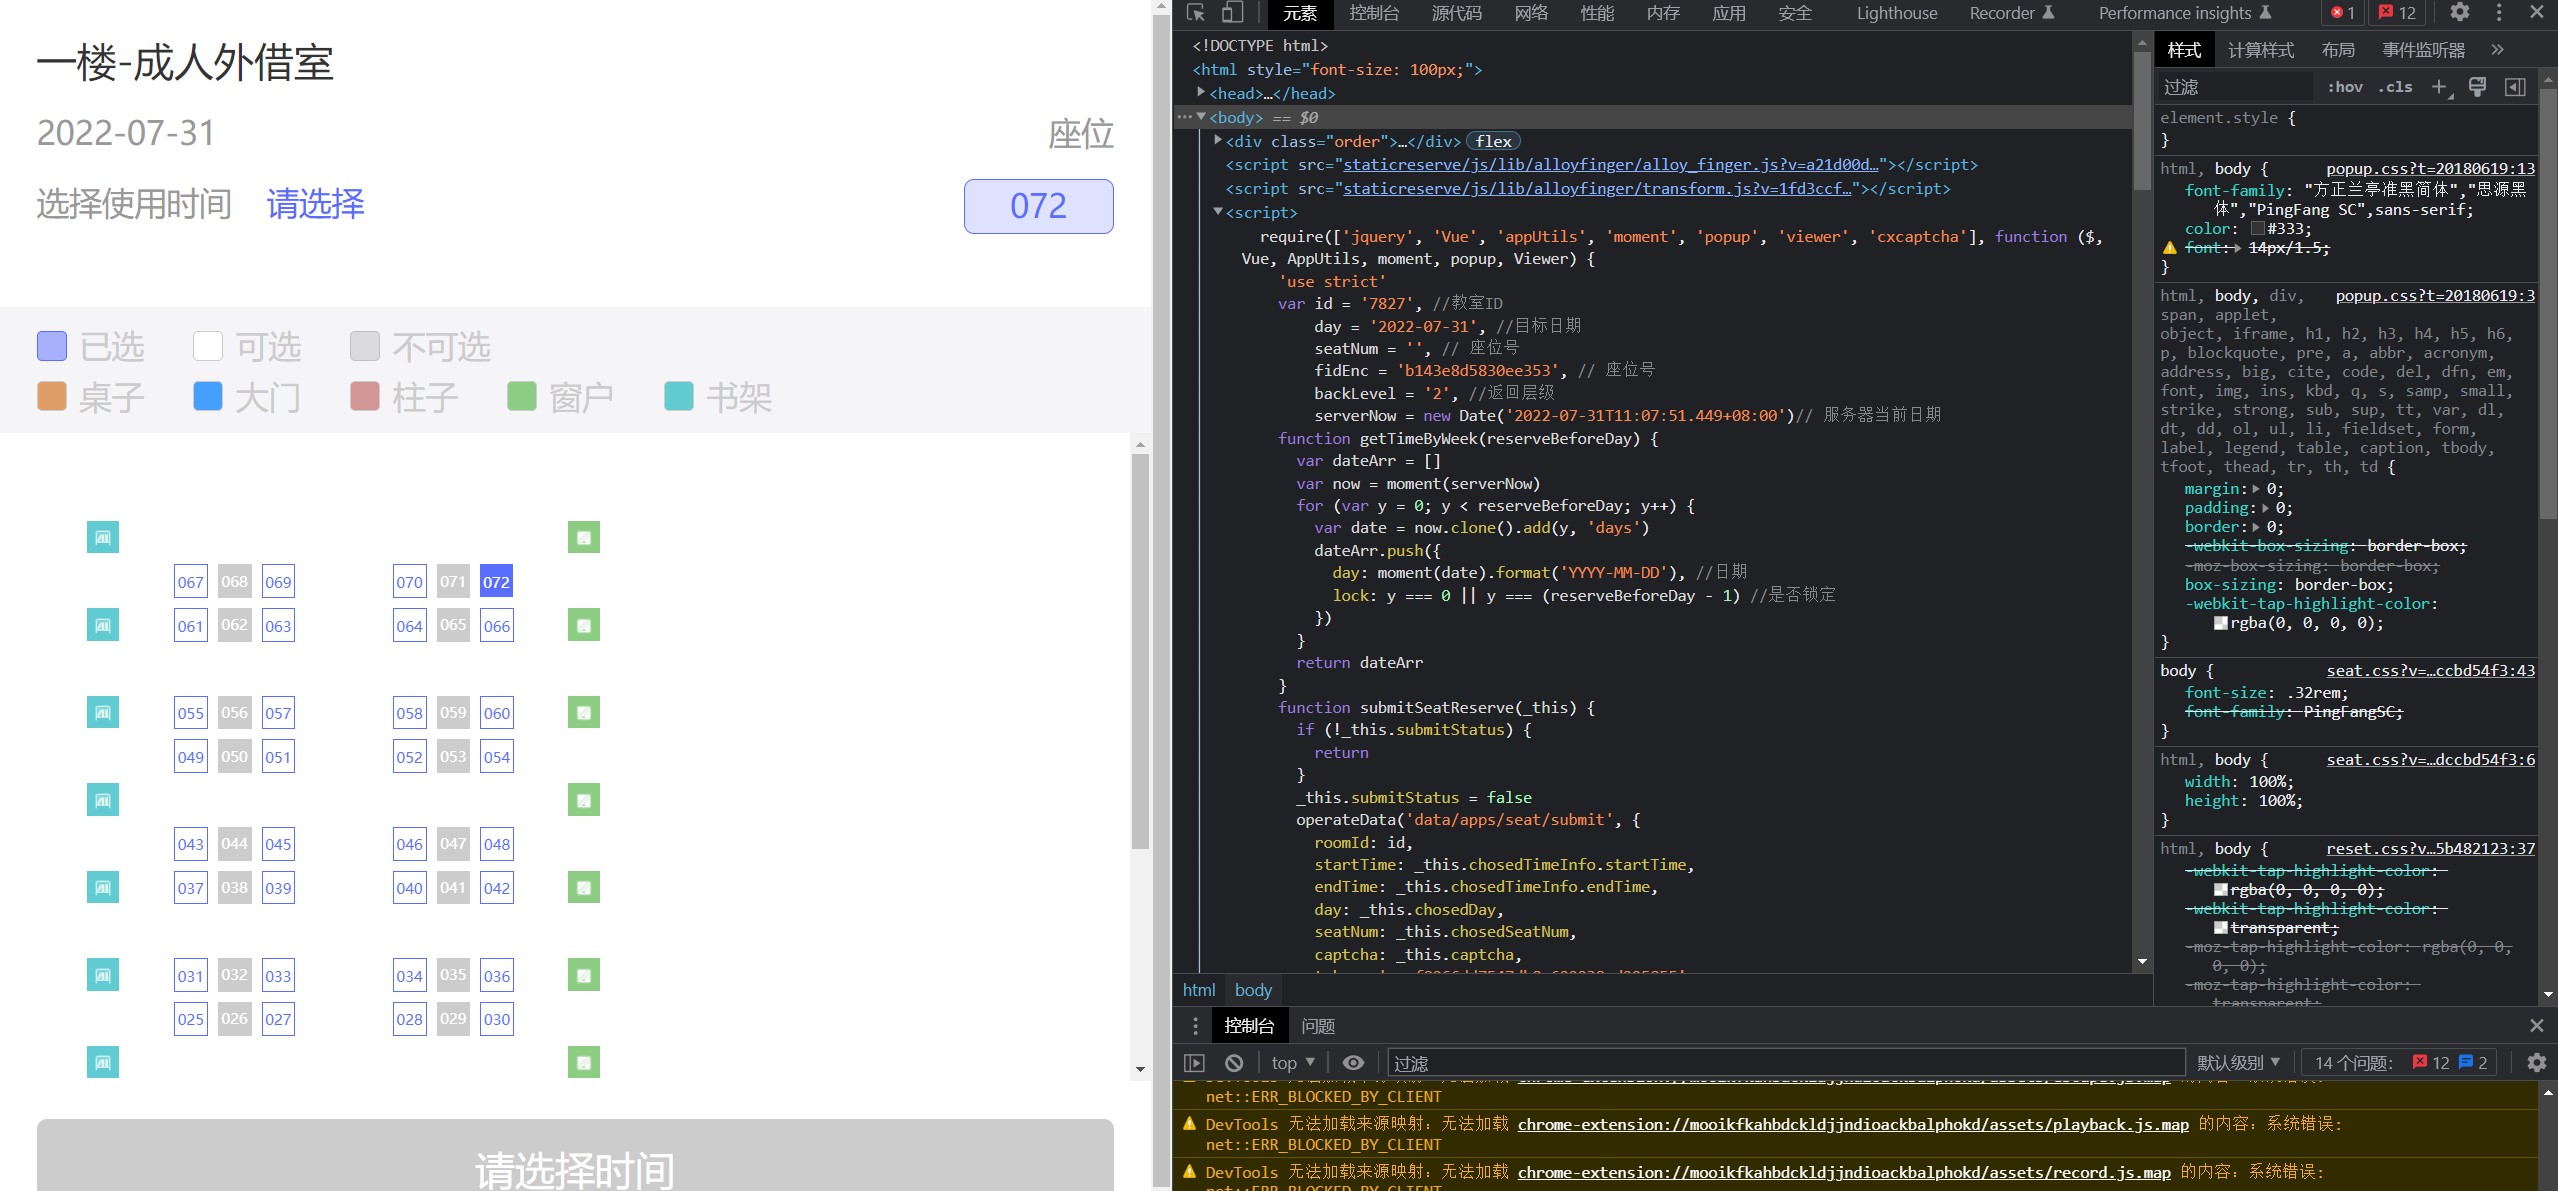 一楼-成人外借室
2022-07-31
座位
选择使用时间 请选择
072
已选 可选 不可选
桌子 大门 柱子 窗户 书架
067 068 069 070 071 072
061 062 063 064 065 066
055 056 057 058 059 060
049 050 051 052 053 054
043 044 045 046 047 048
037 038 039 040 041 042
031 032 033 034 035 036
025 026 027 028 029 030
请选择时间
元素 控制台 源代码 网络 性能 内存 应用 安全 Lighthouse Recorder Performance insights 1 12
<!DOCTYPE html>
<html style="font-size: 100px;">
<head>…</head>
<body> == $0
<div class="order">…</div> flex
<script src="staticreserve/js/lib/alloyfinger/alloy_finger.js?v=a21d00d…"></script>
<script src="staticreserve/js/lib/alloyfinger/transform.js?v=1fd3ccf…"></script>
<script>
require(['jquery', 'Vue', 'appUtils', 'moment', 'popup', 'viewer', 'cxcaptcha'], function ($,
Vue, AppUtils, moment, popup, Viewer) {
'use strict'
var id = '7827', //教室ID
day = '2022-07-31', //目标日期
seatNum = '', // 座位号
fidEnc = 'b143e8d5830ee353', // 座位号
backLevel = '2', //返回层级
serverNow = new Date('2022-07-31T11:07:51.449+08:00')// 服务器当前日期
function getTimeByWeek(reserveBeforeDay) {
var dateArr = []
var now = moment(serverNow)
for (var y = 0; y < reserveBeforeDay; y++) {
var date = now.clone().add(y, 'days')
dateArr.push({
day: moment(date).format('YYYY-MM-DD'), //日期
lock: y === 0 || y === (reserveBeforeDay - 1) //是否锁定
})
}
return dateArr
}
function submitSeatReserve(_this) {
if (!_this.submitStatus) {
return
}
_this.submitStatus = false
operateData('data/apps/seat/submit', {
roomId: id,
startTime: _this.chosedTimeInfo.startTime,
endTime: _this.chosedTimeInfo.endTime,
day: _this.chosedDay,
seatNum: _this.chosedSeatNum,
captcha: _this.captcha,
html body
样式 计算样式 布局 事件监听器 »
过滤 :hov .cls
element.style {
}
html, body { popup.css?t=20180619:13
font-family: "方正兰亭准黑简体","思源黑
体","PingFang SC",sans-serif;
color: #333;
font: 14px/1.5;
}
html, body, div, popup.css?t=20180619:3
span, applet,
object, iframe, h1, h2, h3, h4, h5, h6,
p, blockquote, pre, a, abbr, acronym,
address, big, cite, code, del, dfn, em,
font, img, ins, kbd, q, s, samp, small,
strike, strong, sub, sup, tt, var, dl,
dt, dd, ol, ul, li, fieldset, form,
label, legend, table, caption, tbody,
tfoot, thead, tr, th, td {
margin: 0;
padding: 0;
border: 0;
-webkit-box-sizing: border-box;
-moz-box-sizing: border-box;
box-sizing: border-box;
-webkit-tap-highlight-color:
rgba(0, 0, 0, 0);
}
body { seat.css?v=…ccbd54f3:43
font-size: .32rem;
font-family: PingFangSC;
}
html, body { seat.css?v=…dccbd54f3:6
width: 100%;
height: 100%;
}
html, body { reset.css?v…5b482123:37
-webkit-tap-highlight-color:
rgba(0, 0, 0, 0);
-webkit-tap-highlight-color:
transparent;
-moz-tap-highlight-color: rgba(0, 0,
0, 0);
-moz-tap-highlight-color:
transparent;
控制台 问题
top 过滤 默认级别 14 个问题: 12 2
net::ERR_BLOCKED_BY_CLIENT
DevTools 无法加载来源映射: 无法加载 chrome-extension://mooikfkahbdckldjjndioackbalphokd/assets/playback.js.map 的内容: 系统错误:
net::ERR_BLOCKED_BY_CLIENT
DevTools 无法加载来源映射: 无法加载 chrome-extension://mooikfkahbdckldjjndioackbalphokd/assets/record.js.map 的内容: 系统错误: